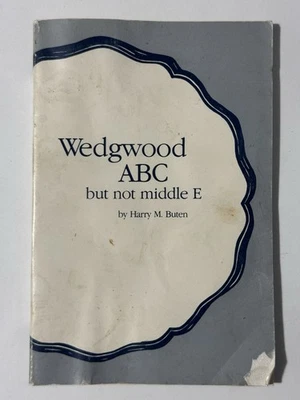 Wedgwood
ABC
but not middle E
by Harry M. Buten